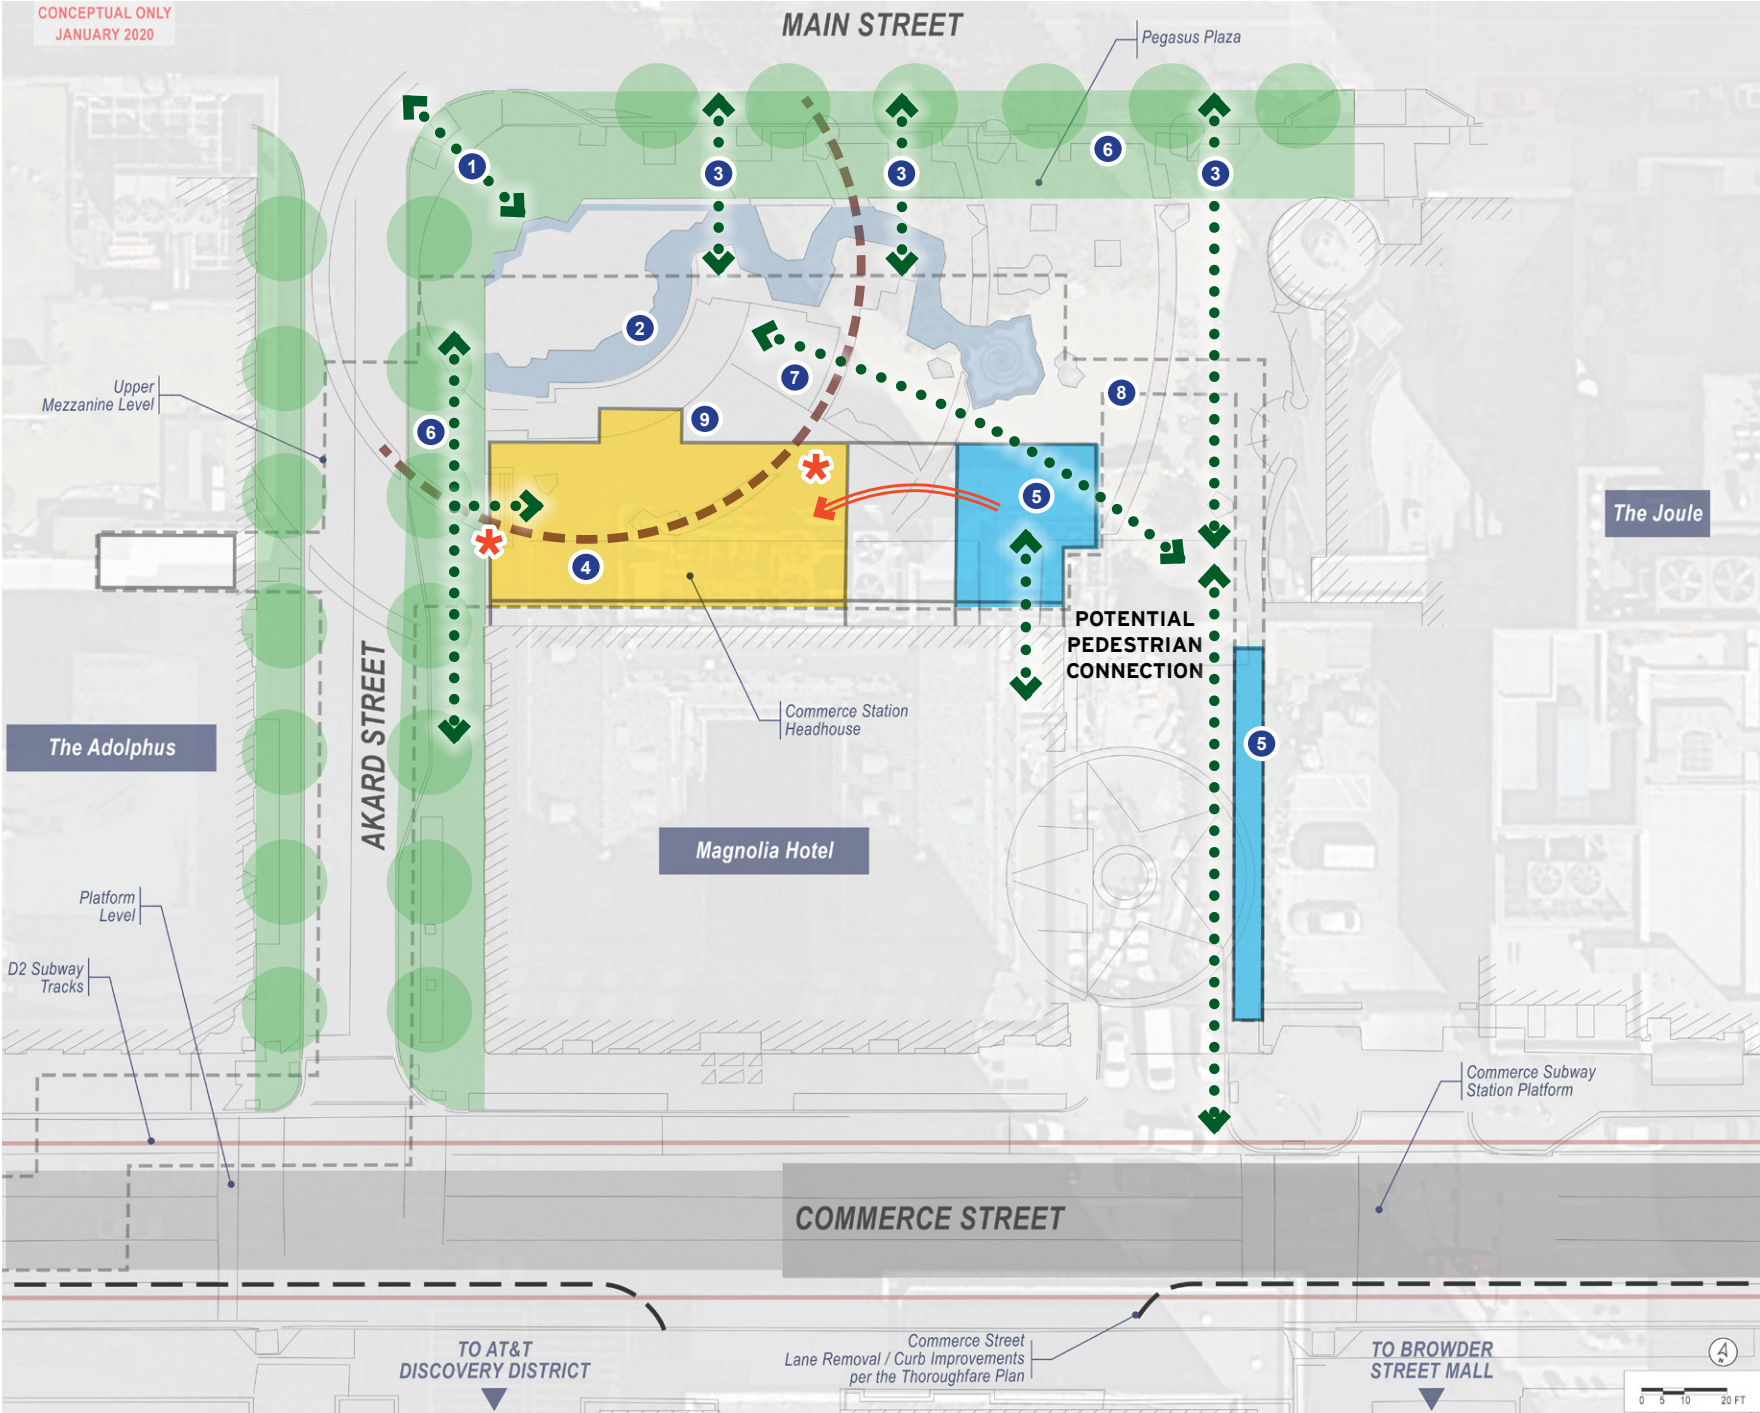 CONCEPTUAL ONLY
JANUARY 2020
MAIN STREET
Pegasus Plaza
1
3
3
6
3
2
7
8
Upper
Mezzanine Level
6
9
*
5
The Joule
*
4
POTENTIAL
PEDESTRIAN
CONNECTION
AKARD STREET
Commerce Station
Headhouse
The Adolphus
5
Magnolia Hotel
Platform
Level
D2 Subway
Tracks
Commerce Subway
Station Platform
COMMERCE STREET
TO AT&T
DISCOVERY DISTRICT
Commerce Street
Lane Removal / Curb Improvements
per the Thoroughfare Plan
TO BROWDER
STREET MALL
N
0 5 10 20 FT